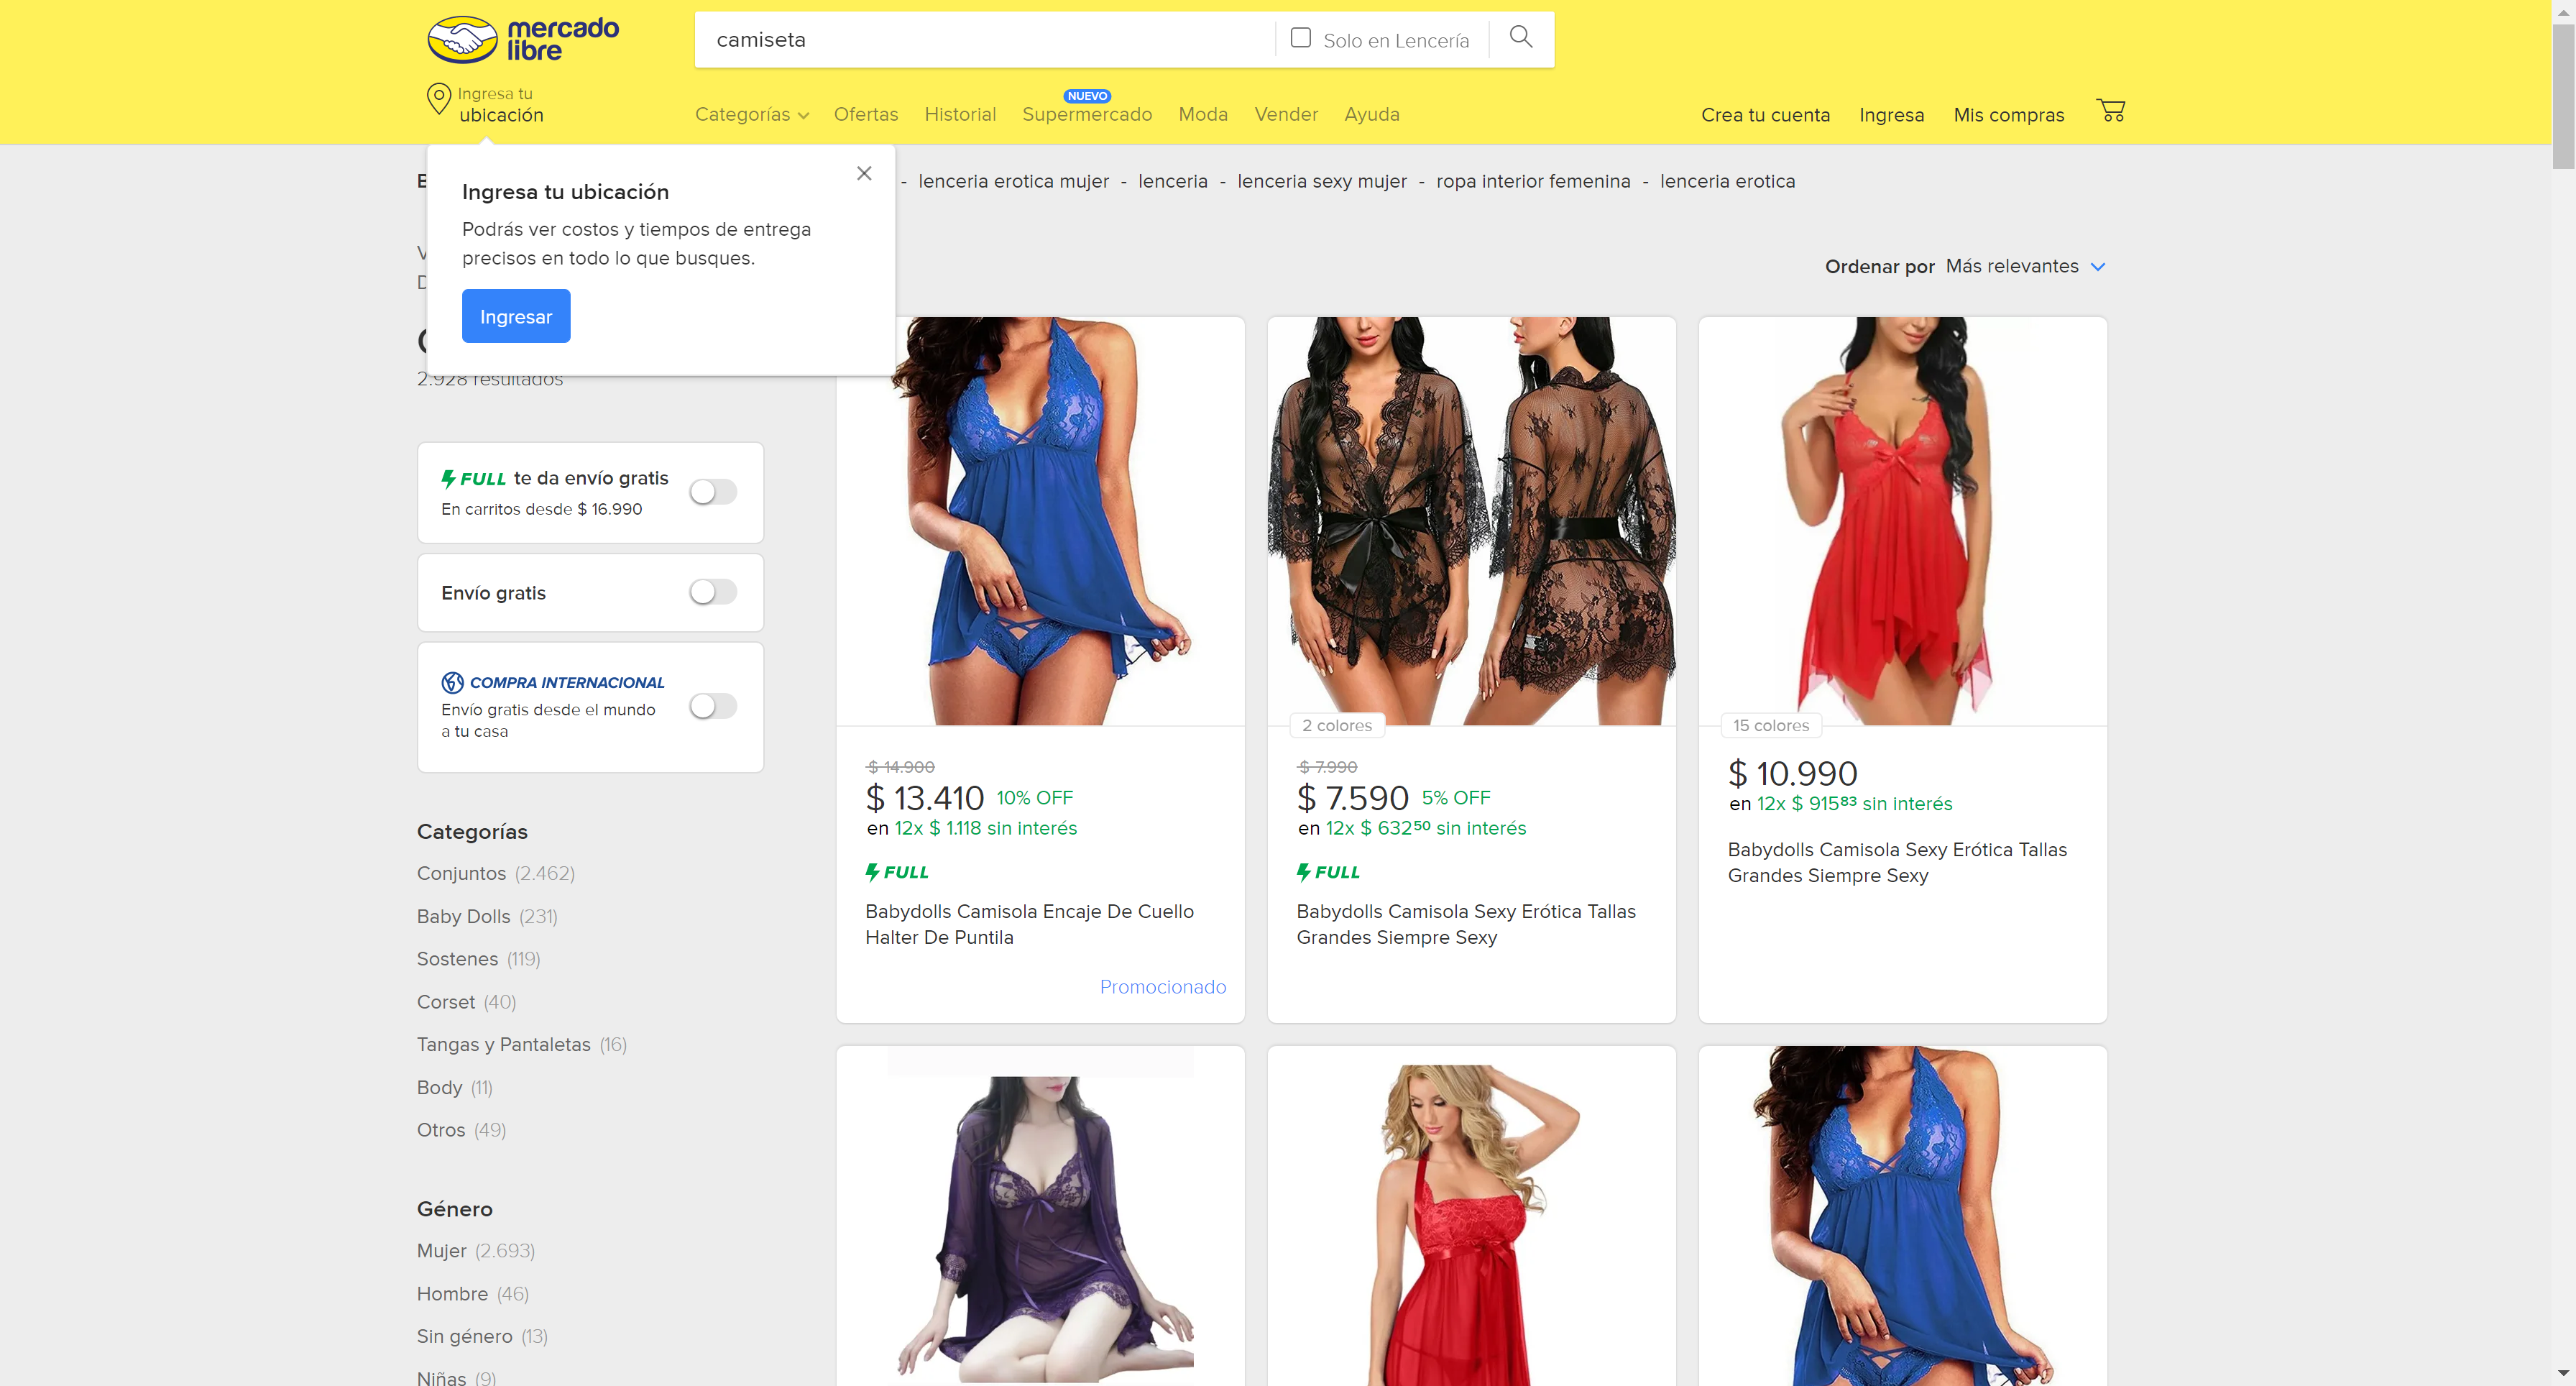 mercado
libre
camiseta
Solo en Lencería
Ingresa tu
ubicación
Categorías
Ofertas
Historial
NUEVO
Supermercado
Moda
Vender
Ayuda
Crea tu cuenta
Ingresa
Mis compras
- lenceria erotica mujer - lenceria - lenceria sexy mujer - ropa interior femenina - lenceria erotica
Ingresa tu ubicación
Podrás ver costos y tiempos de entrega
precisos en todo lo que busques.
Ingresar
Ordenar por Más relevantes
2.928 resultados
FULL te da envío gratis
En carritos desde $ 16.990
Envío gratis
COMPRA INTERNACIONAL
Envío gratis desde el mundo
a tu casa
Categorías
Conjuntos (2.462)
Baby Dolls (231)
Sostenes (119)
Corset (40)
Tangas y Pantaletas (16)
Body (11)
Otros (49)
Género
Mujer (2.693)
Hombre (46)
Sin género (13)
Niñas (9)
$ 14.900
$ 13.410 10% OFF
en 12x $ 1.118 sin interés
FULL
Babydolls Camisola Encaje De Cuello
Halter De Puntila
Promocionado
2 colores
$ 7.990
$ 7.590 5% OFF
en 12x $ 632⁵⁰ sin interés
FULL
Babydolls Camisola Sexy Erótica Tallas
Grandes Siempre Sexy
15 colores
$ 10.990
en 12x $ 915⁸³ sin interés
Babydolls Camisola Sexy Erótica Tallas
Grandes Siempre Sexy